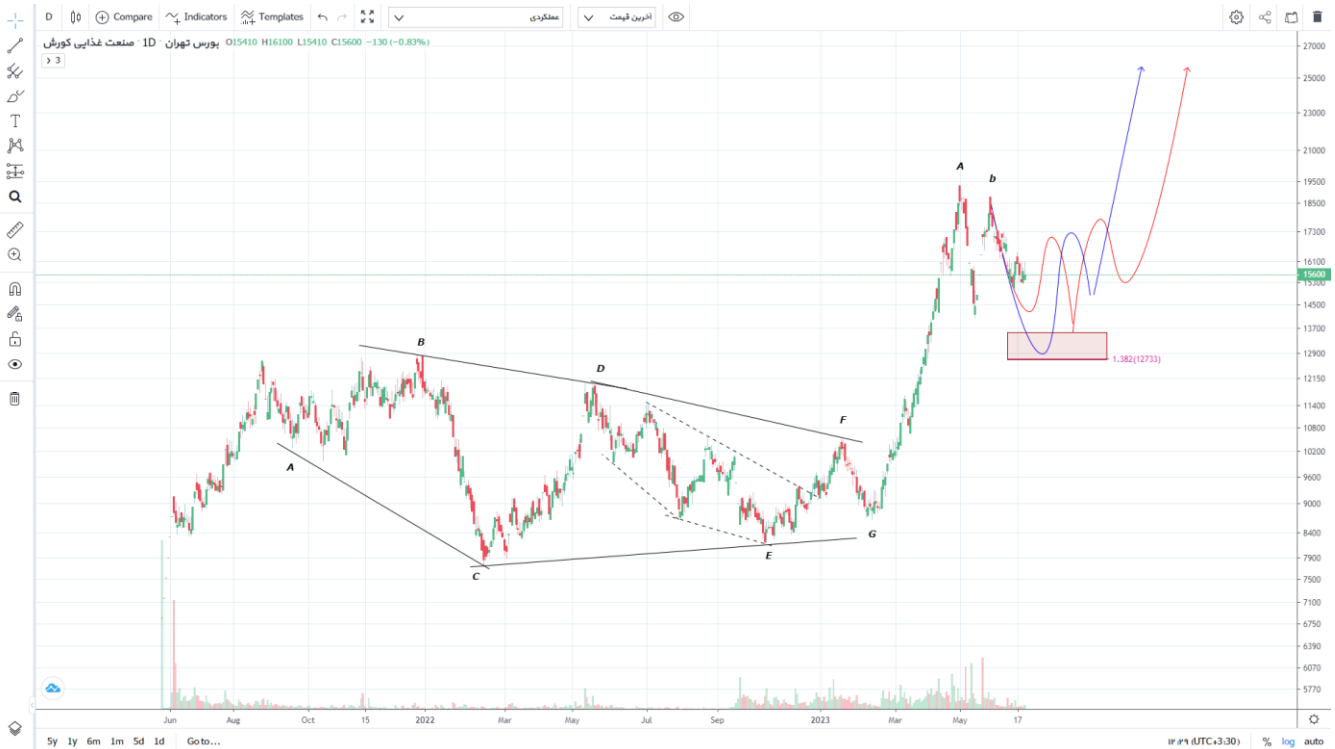 D Compare Indicators Templates عملکردی آخرین قیمت
صنعت غذایی کورش · 1D · بورس تهران O15410 H16100 L15410 C15600 −130 (−0.83%)
3
27000
25000
23000
21000
19500
18500
17300
16100
15600
15300
14500
13700
12900
12150
11400
10800
10200
9600
9000
8400
7900
7500
7100
6750
6390
6070
5770
A
b
1.382(12733)
B
D
F
A
G
E
C
Jun Aug Oct 15 2022 Mar May Jul Sep 2023 Mar May 17
5y 1y 6m 1m 5d 1d Go to... ۱۲:۲۹ (UTC+3:30) % log auto